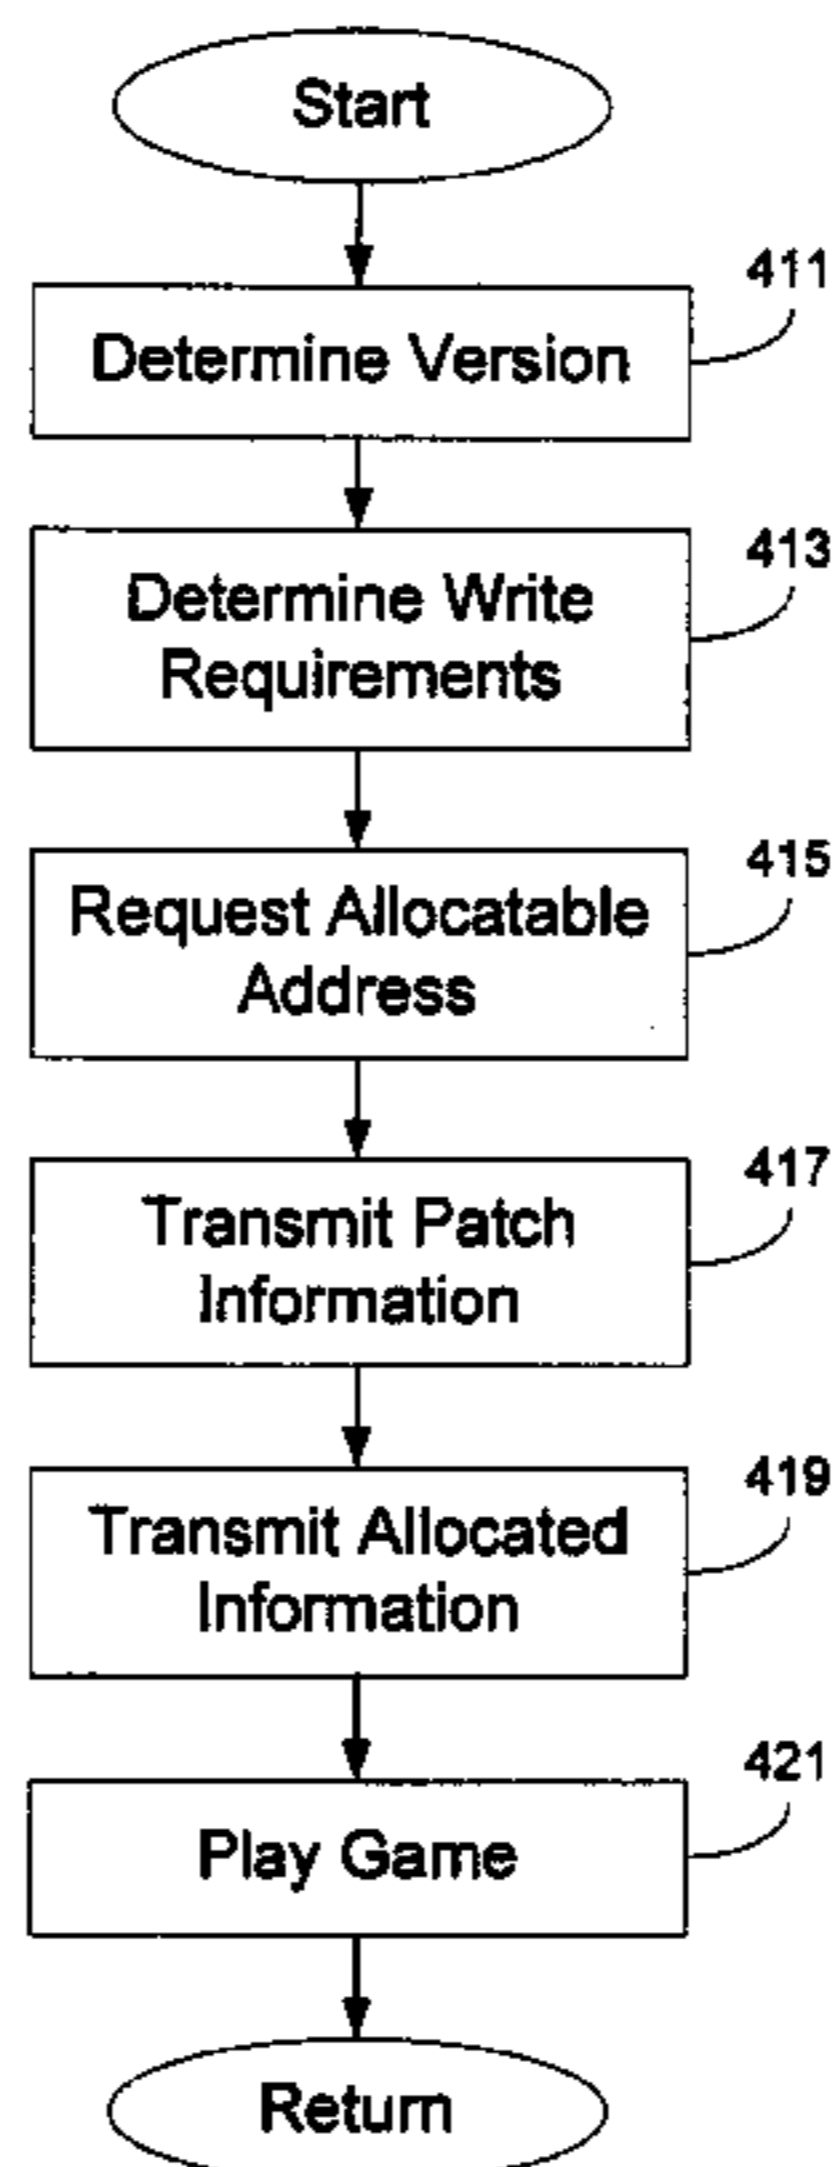 Start
411
Determine Version
413
Determine Write
Requirements
415
Request Allocatable
Address
417
Transmit Patch
Information
419
Transmit Allocated
Information
421
Play Game
Return